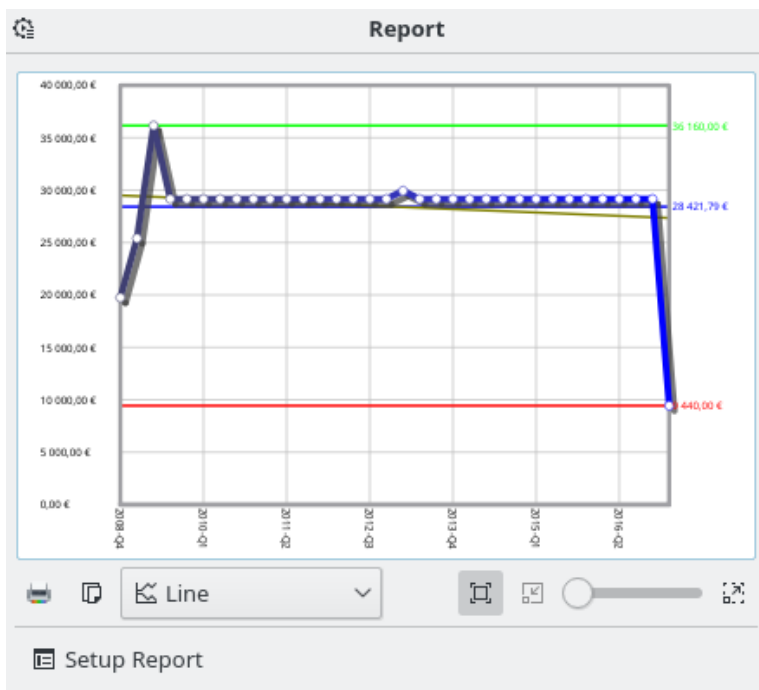 Report
40 000,00 €
35 000,00 €
30 000,00 €
25 000,00 €
20 000,00 €
15 000,00 €
10 000,00 €
5 000,00 €
0,00 €
36 160,00 €
28 421,79 €
440,00 €
2008-Q4
2010-Q1
2011-Q2
2012-Q3
2013-Q4
2015-Q1
2016-Q2
Line
Setup Report